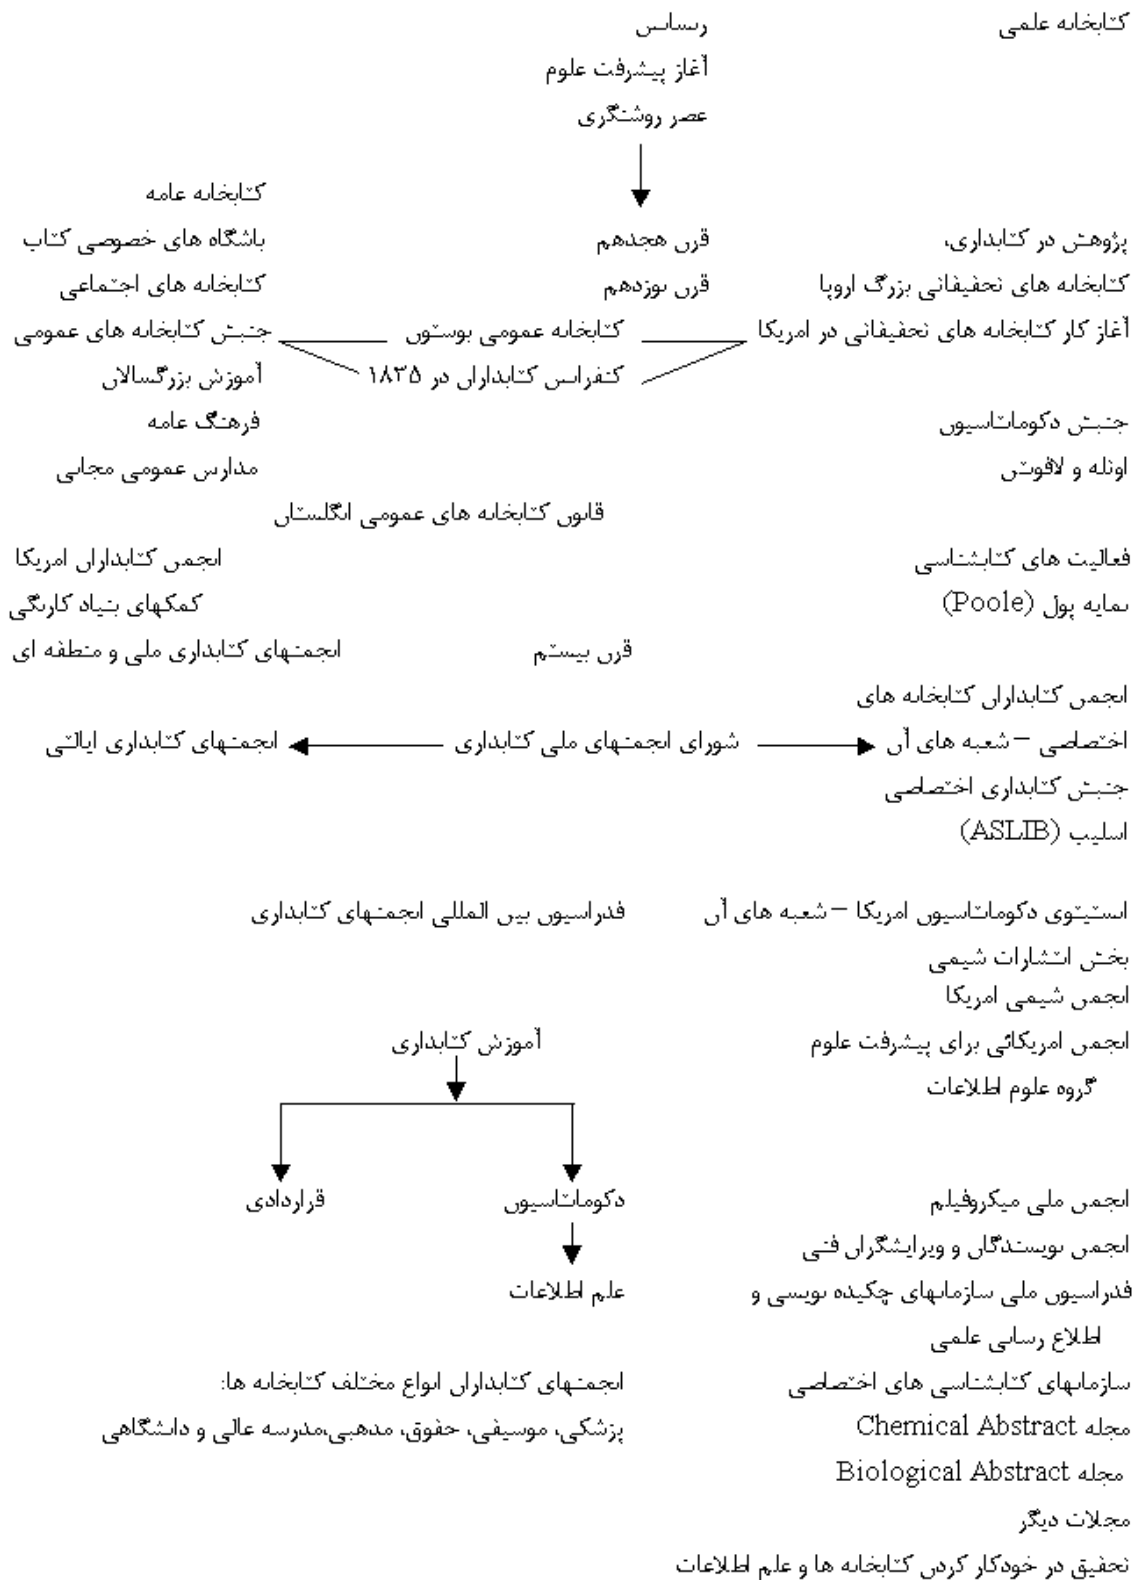 کتابخانه علمی
رنسانس
آغاز پیشرفت علوم
عصر روشنگری
کتابخانه عامه
پژوهش در کتابداری،
قرن هجدهم
باشگاه های خصوصی کتاب
کتابخانه های تحقیقاتی بزرگ اروپا
قرن نوزدهم
کتابخانه های اجتماعی
آغاز کار کتابخانه های تحقیقاتی در امریکا
کتابخانه عمومی بوستون
جنبش کتابخانه های عمومی
کنفرانس کتابداران در ۱۸۳۵
آموزش بزرگسالان
جنبش دکوماناسیون
فرهنگ عامه
اوتله و لافونتن
مدارس عمومی مجانی
قانون کتابخانه های عمومی انگلستان
فعالیت های کتابشناسی
انجمن کتابداران امریکا
نمایه پول (Poole)
کمکهای بنیاد کارنگی
قرن بیستم
انجمنهای کتابداری ملی و منطقه ای
انجمن کتابداران کتابخانه های
اختصاصی – شعبه های آن
شورای انجمنهای ملی کتابداری
انجمنهای کتابداری ایالتی
جنبش کتابداری اختصاصی
اسلیب (ASLIB)
انستیتوی دکوماناسیون امریکا – شعبه های آن
فدراسیون بین المللی انجمنهای کتابداری
بخش انتشارات شیمی
انجمن شیمی امریکا
انجمن امریکائی برای پیشرفت علوم
آموزش کتابداری
گروه علوم اطلاعات
انجمن ملی میکروفیلم
دکوماناسیون
قراردادی
انجمن نویسندگان و ویرایشگران فنی
فدراسیون ملی سازمانهای چکیده نویسی و
علم اطلاعات
اطلاع رسانی علمی
سازمانهای کتابشناسی های اختصاصی
انجمنهای کتابداران انواع مختلف کتابخانه ها:
مجله Chemical Abstract
پزشکی، موسیقی، حقوق، مذهبی،مدرسه عالی و دانشگاهی
مجله Biological Abstract
مجلات دیگر
تحقیق در خودکار کردن کتابخانه ها و علم اطلاعات